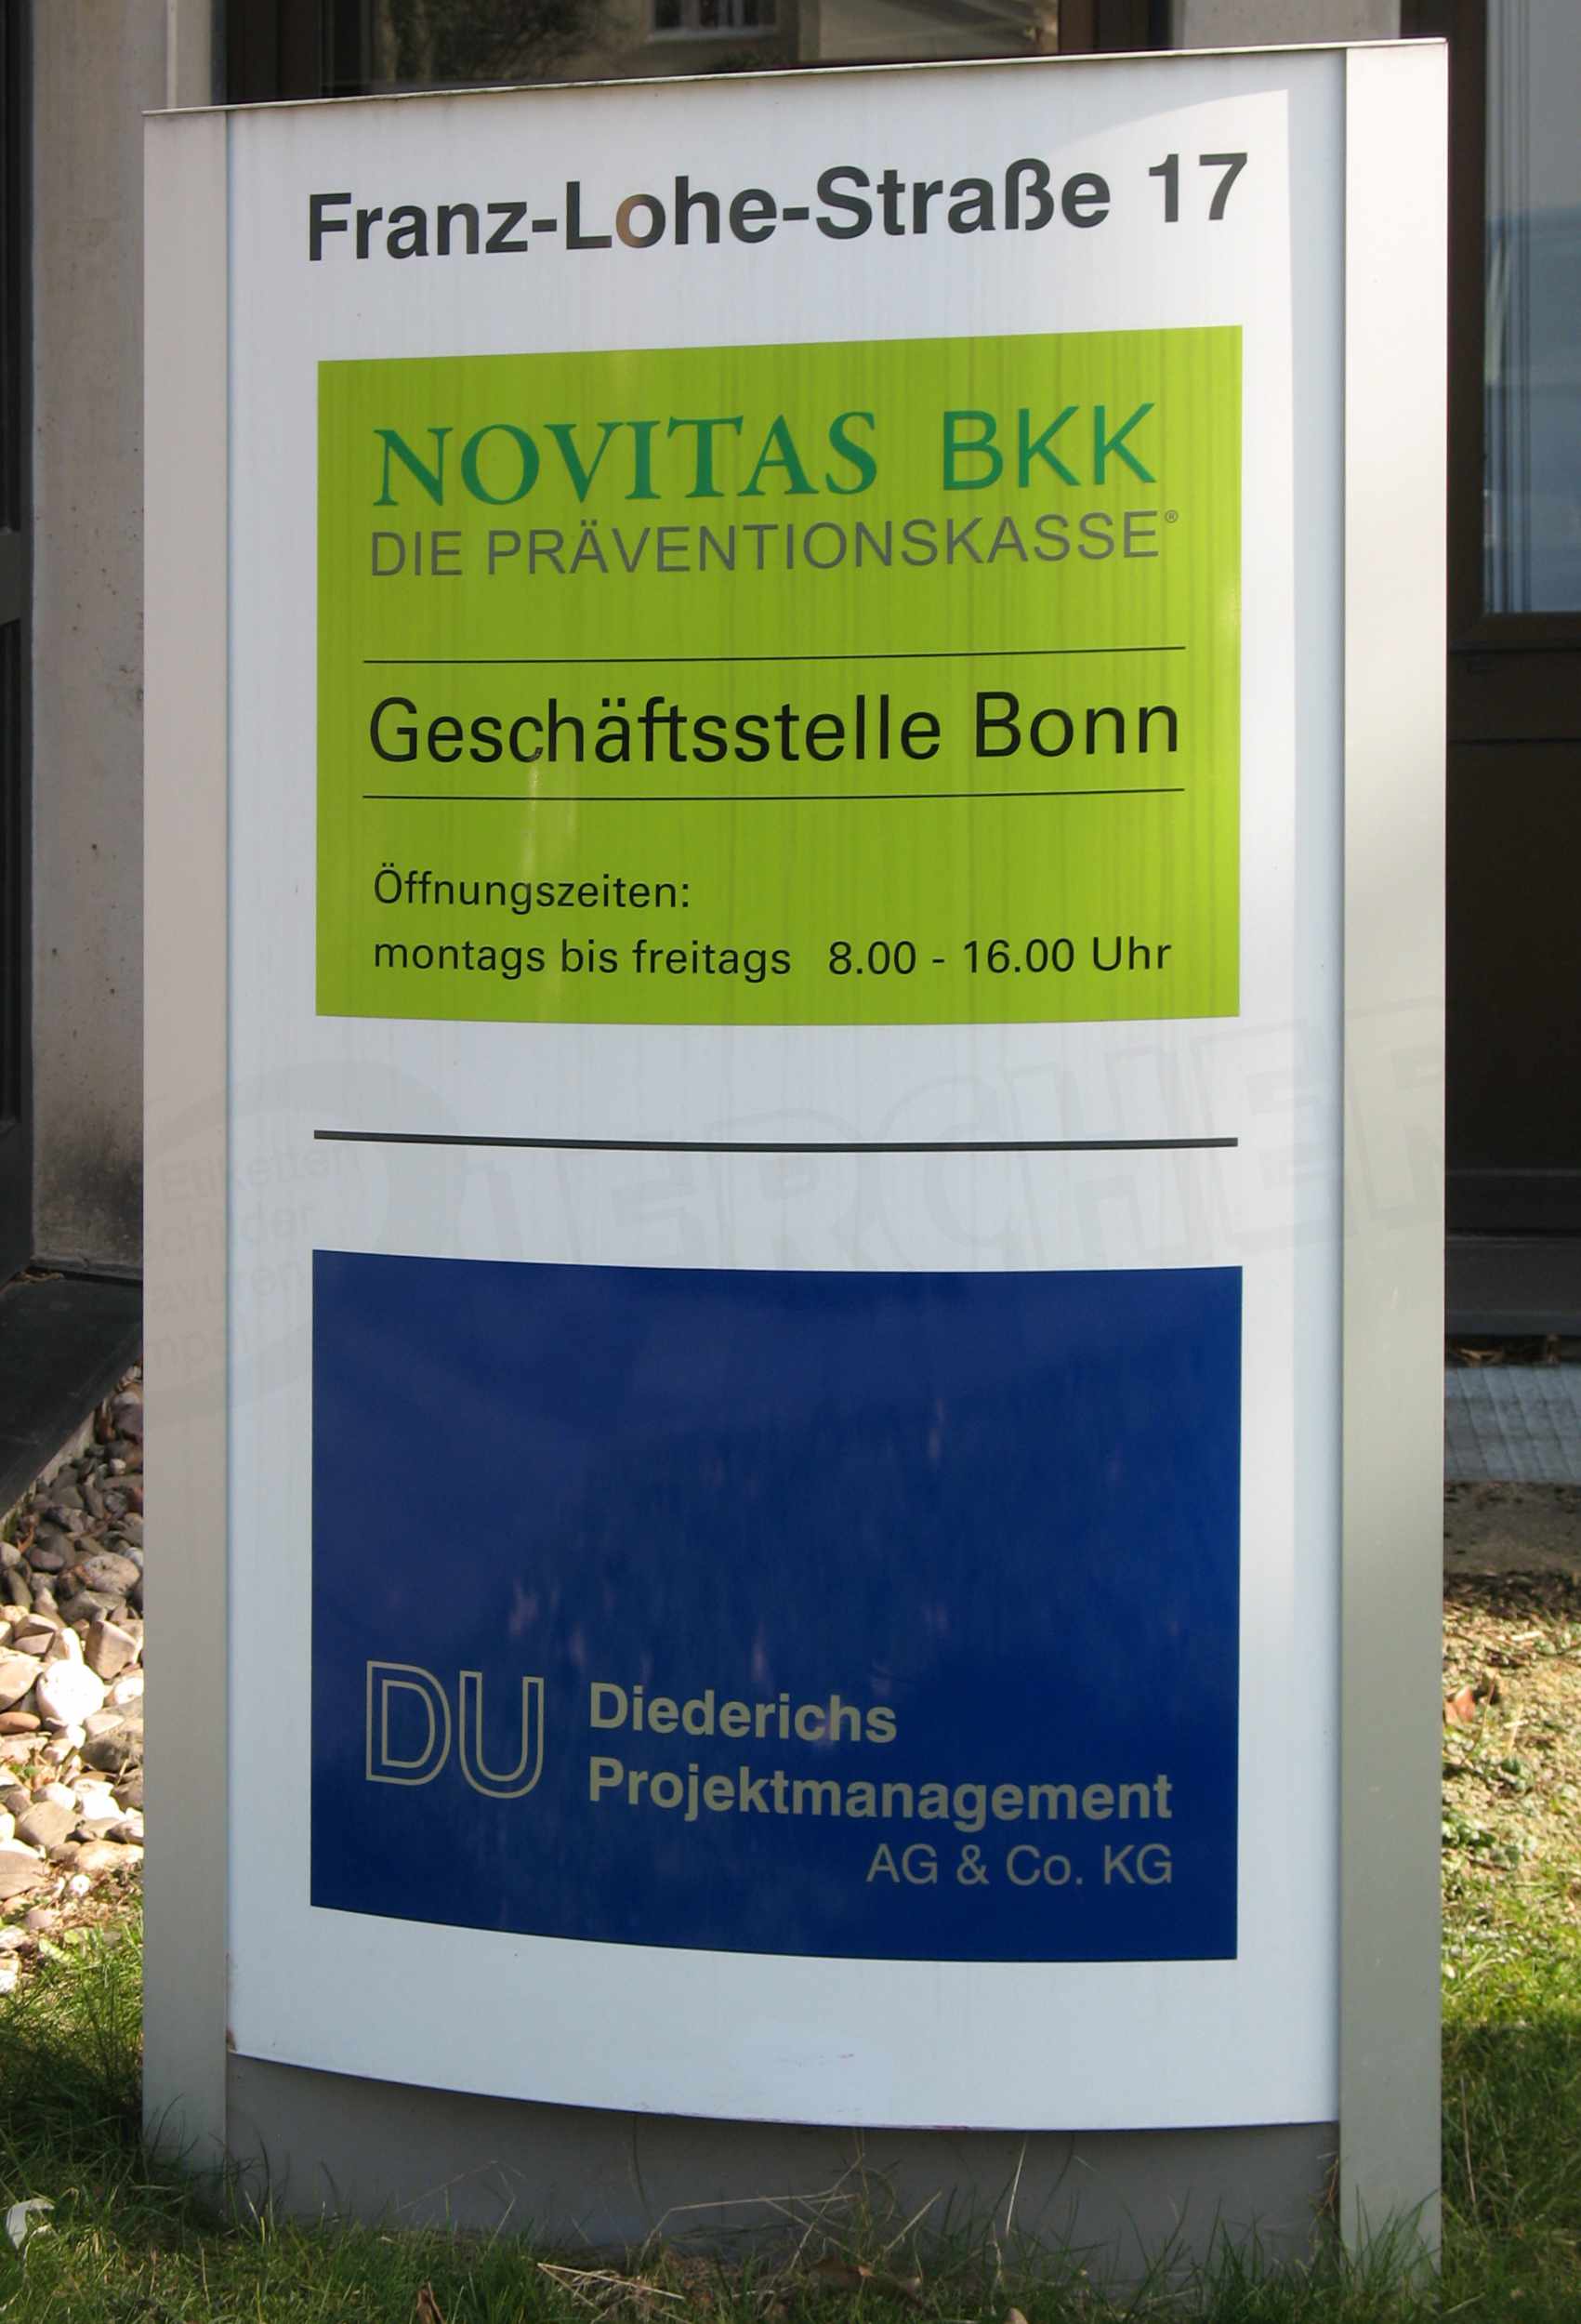 Franz-Lohe-Straße 17
NOVITAS BKK
DIE PRÄVENTIONSKASSE®
Geschäftsstelle Bonn
Öffnungszeiten:
montags bis freitags 8.00 - 16.00 Uhr
DU Diederichs
Projektmanagement
AG & Co. KG